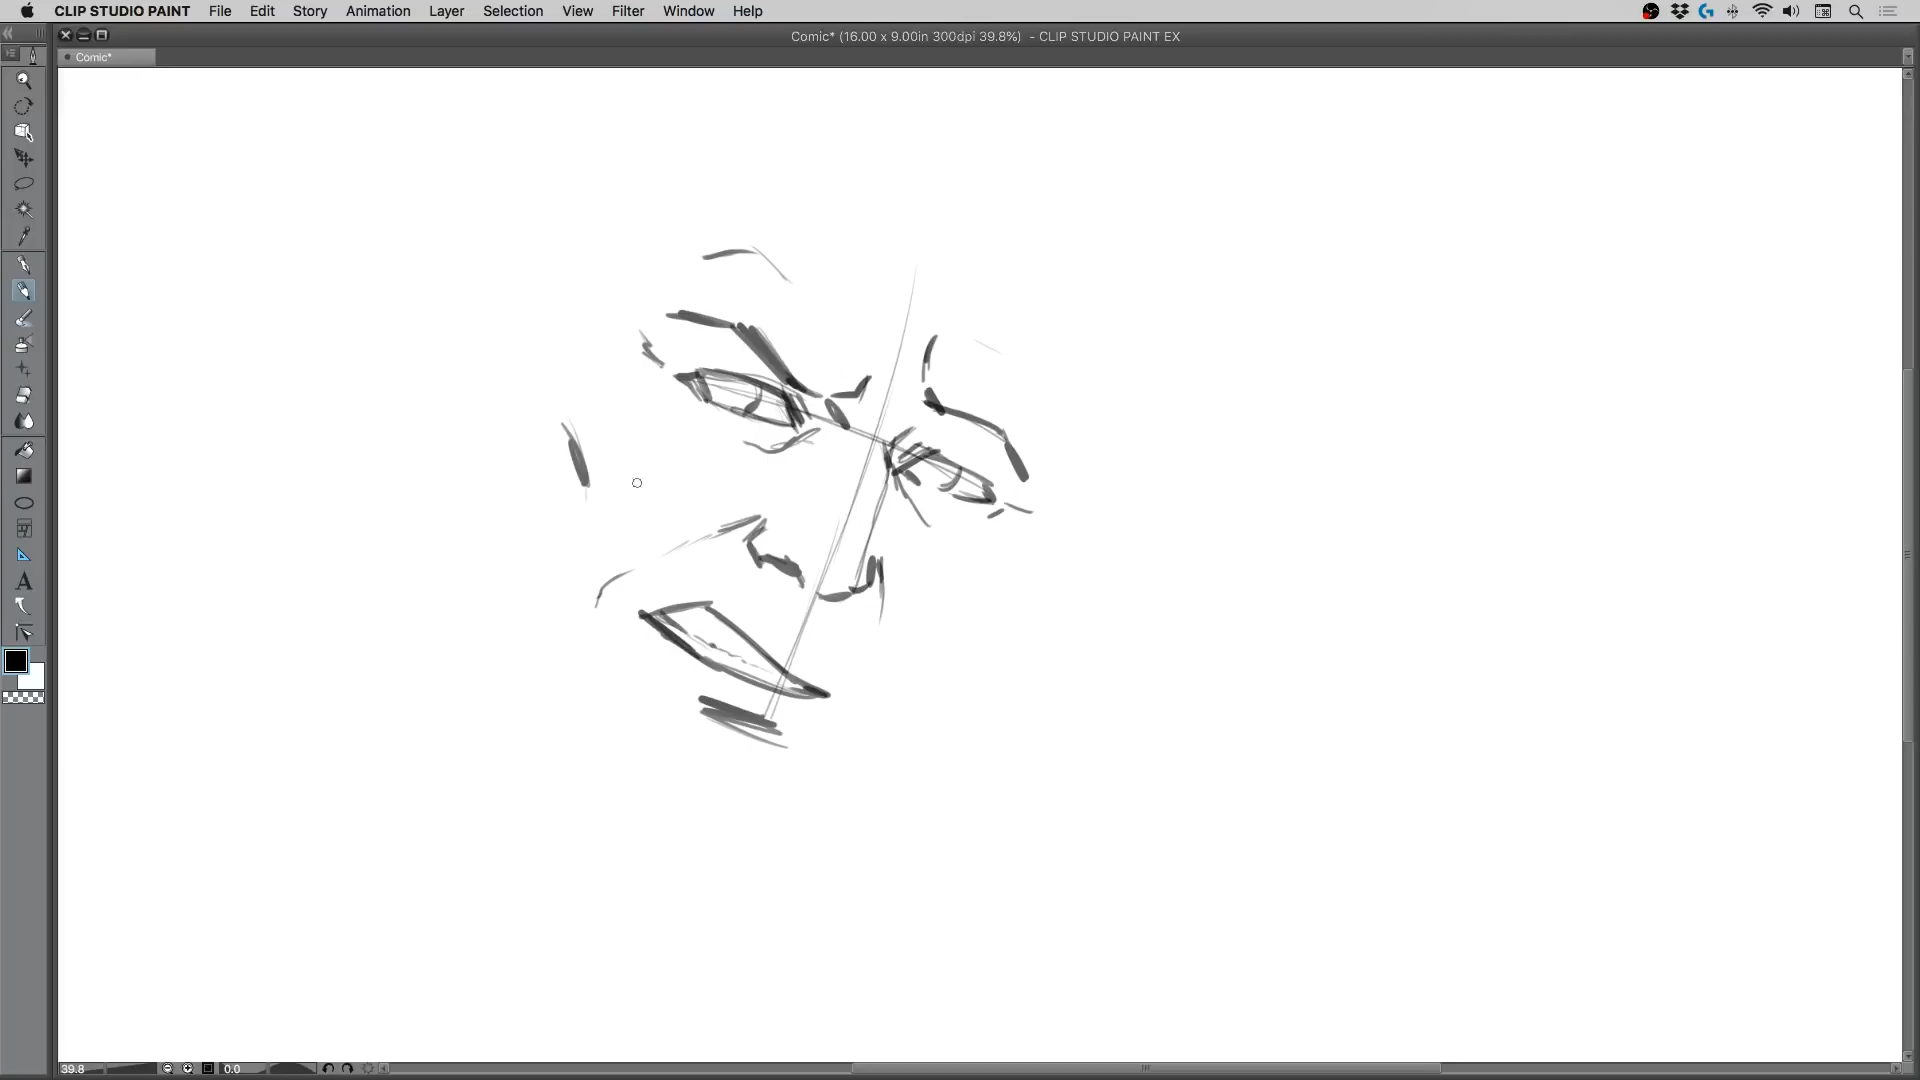 CLIP STUDIO PAINT File Edit Story Animation Layer Selection View Filter Window Help
Comic* (16.00 x 9.00in 300dpi 39.8%) - CLIP STUDIO PAINT EX
Comic*
A
39.8
0.0